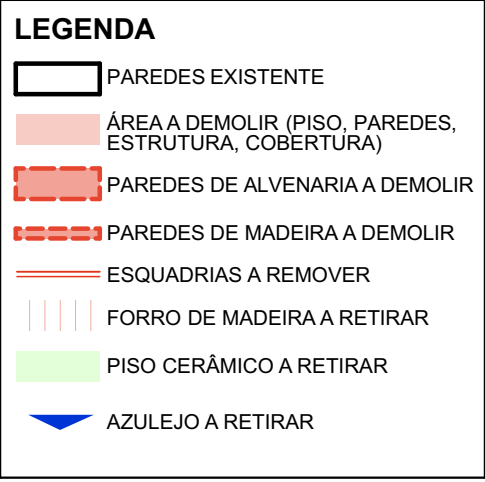 LEGENDA
PAREDES EXISTENTE
ÁREA A DEMOLIR (PISO, PAREDES,
ESTRUTURA, COBERTURA)
PAREDES DE ALVENARIA A DEMOLIR
PAREDES DE MADEIRA A DEMOLIR
ESQUADRIAS A REMOVER
FORRO DE MADEIRA A RETIRAR
PISO CERÂMICO A RETIRAR
AZULEJO A RETIRAR